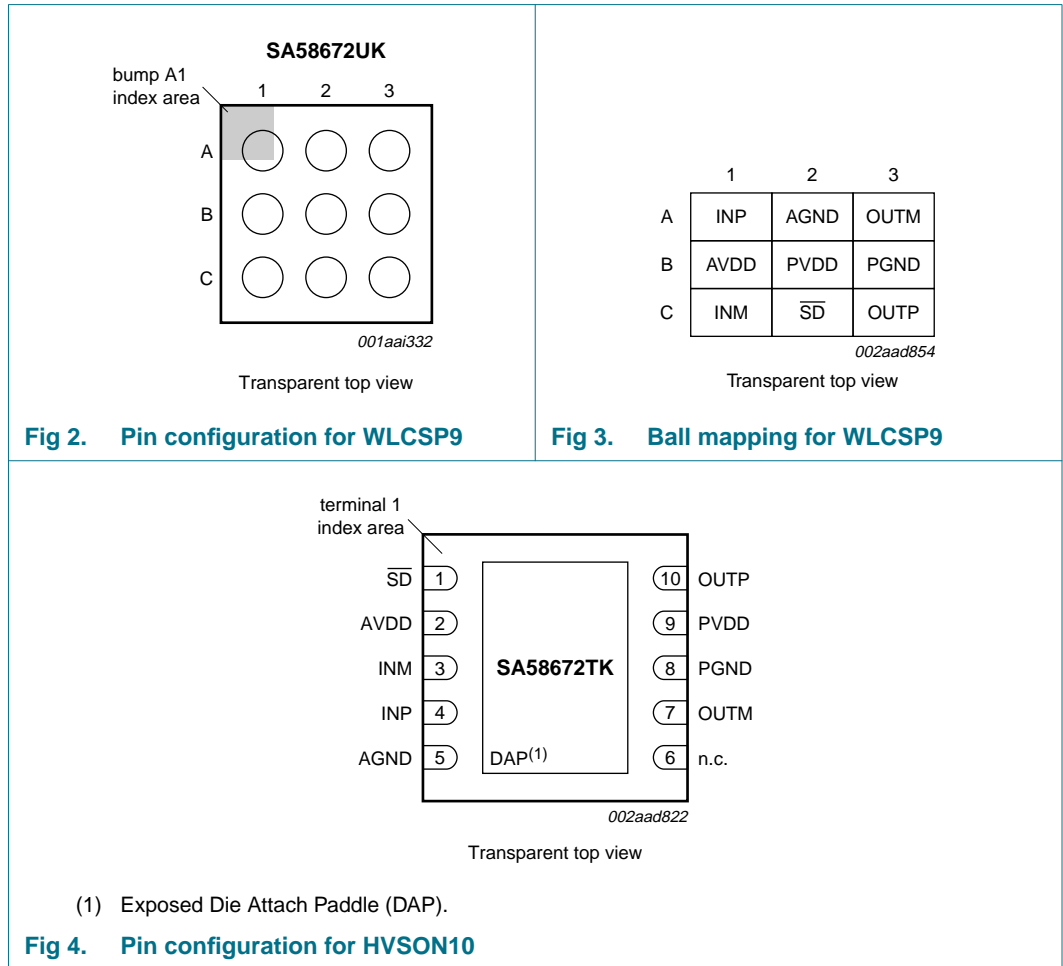 SA58672UK
bump A1
index area
1 2 3
A
B
C
001aai332
Transparent top view
Fig 2. Pin configuration for WLCSP9
1 2 3
A INP AGND OUTM
B AVDD PVDD PGND
C INM S̅D̅ OUTP
002aad854
Transparent top view
Fig 3. Ball mapping for WLCSP9
terminal 1
index area
S̅D̅ 1 10 OUTP
AVDD 2 9 PVDD
INM 3 SA58672TK 8 PGND
INP 4 7 OUTM
AGND 5 DAP(1) 6 n.c.
002aad822
Transparent top view
(1) Exposed Die Attach Paddle (DAP).
Fig 4. Pin configuration for HVSON10